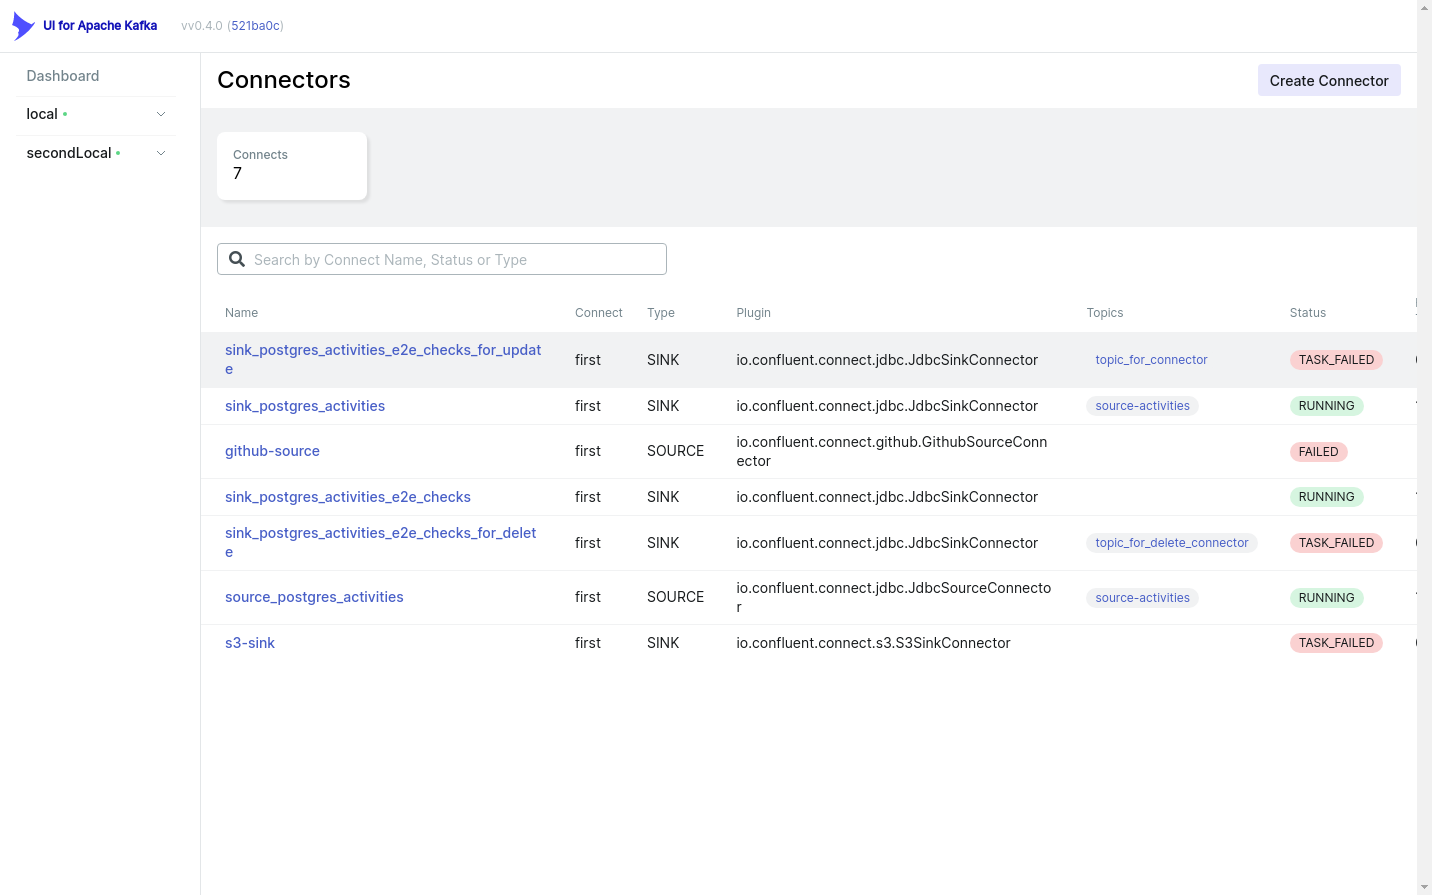 UI for Apache Kafka vv0.4.0 (521ba0c)
Dashboard
local
secondLocal
Connectors
Create Connector
Connects
7
Search by Connect Name, Status or Type
Name Connect Type Plugin Topics Status
sink_postgres_activities_e2e_checks_for_updat
e
first SINK io.confluent.connect.jdbc.JdbcSinkConnector topic_for_connector TASK_FAILED
sink_postgres_activities first SINK io.confluent.connect.jdbc.JdbcSinkConnector source-activities RUNNING
github-source first SOURCE io.confluent.connect.github.GithubSourceConn
ector
FAILED
sink_postgres_activities_e2e_checks first SINK io.confluent.connect.jdbc.JdbcSinkConnector RUNNING
sink_postgres_activities_e2e_checks_for_delet
e
first SINK io.confluent.connect.jdbc.JdbcSinkConnector topic_for_delete_connector TASK_FAILED
source_postgres_activities first SOURCE io.confluent.connect.jdbc.JdbcSourceConnecto
r
source-activities RUNNING
s3-sink first SINK io.confluent.connect.s3.S3SinkConnector TASK_FAILED